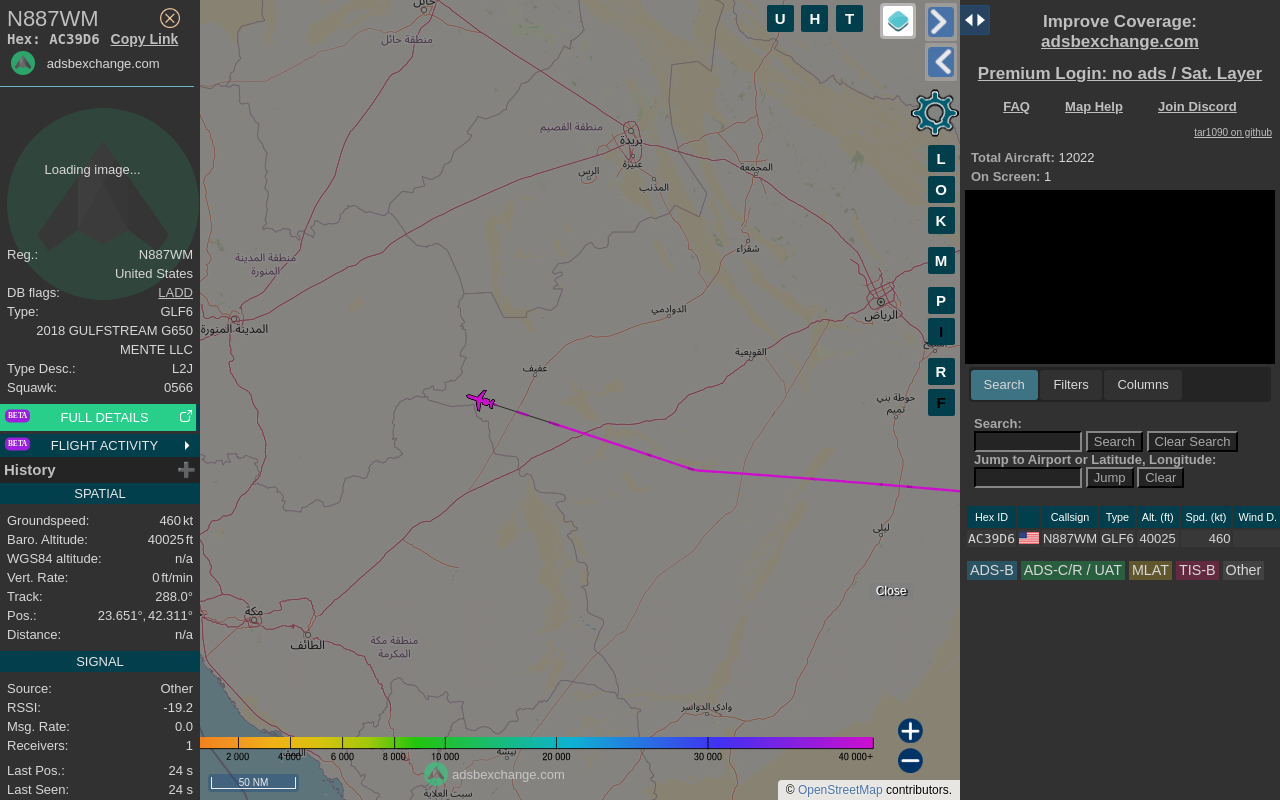 N887WM
Hex: AC39D6 Copy Link
adsbexchange.com
Loading image...
Reg.: N887WM
United States
DB flags: LADD
Type: GLF6
2018 GULFSTREAM G650
MENTE LLC
Type Desc.: L2J
Squawk: 0566
BETA FULL DETAILS
BETA FLIGHT ACTIVITY
History
SPATIAL
Groundspeed: 460 kt
Baro. Altitude: 40025 ft
WGS84 altitude: n/a
Vert. Rate: 0 ft/min
Track: 288.0°
Pos.: 23.651°, 42.311°
Distance: n/a
SIGNAL
Source: Other
RSSI: -19.2
Msg. Rate: 0.0
Receivers: 1
Last Pos.: 24 s
Last Seen: 24 s
حائل
منطقة حائل
منطقة القصيم
بريدة
عنيزة
الرس
المذنب
المجمعة
شقراء
منطقة المدينة
المنورة
المدينة المنورة
الدوادمي
الرياض
القويعية
عفيف
حوطة بني
تميم
ليلى
مكة
الطائف
منطقة مكة
المكرمة
وادي الدواسر
بيشة
سبت العلاية
U H T
L
O
K
M
P
I
R
F
Close
2 000 4 000 6 000 8 000 10 000 20 000 30 000 40 000+
50 NM
adsbexchange.com
© OpenStreetMap contributors.
Improve Coverage:
adsbexchange.com
Premium Login: no ads / Sat. Layer
FAQ Map Help Join Discord
tar1090 on github
Total Aircraft: 12022
On Screen: 1
Search Filters Columns
Search:
Search Clear Search
Jump to Airport or Latitude, Longitude:
Jump Clear
Hex ID Callsign Type Alt. (ft) Spd. (kt) Wind D.
AC39D6 N887WM GLF6 40025 460
ADS-B ADS-C/R / UAT MLAT TIS-B Other